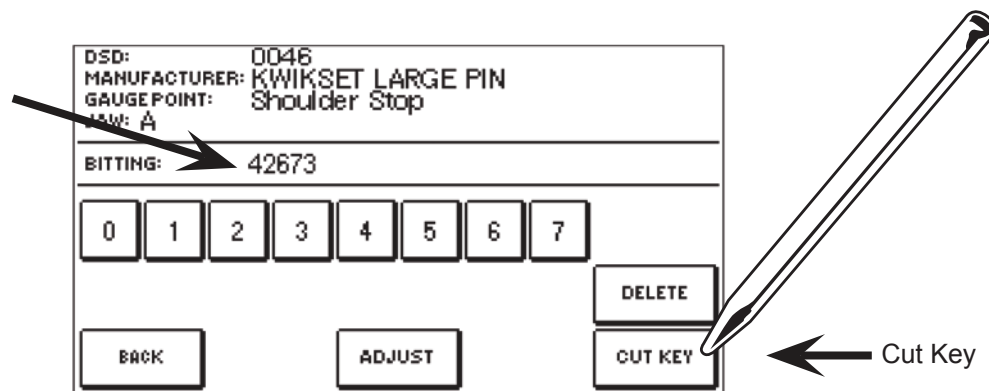 DSD: 0046
MANUFACTURER: KWIKSET LARGE PIN
GAUGE POINT: Shoulder Stop
JAW: A
BITTING: 42673
0 1 2 3 4 5 6 7
DELETE
BACK ADJUST CUT KEY
Cut Key